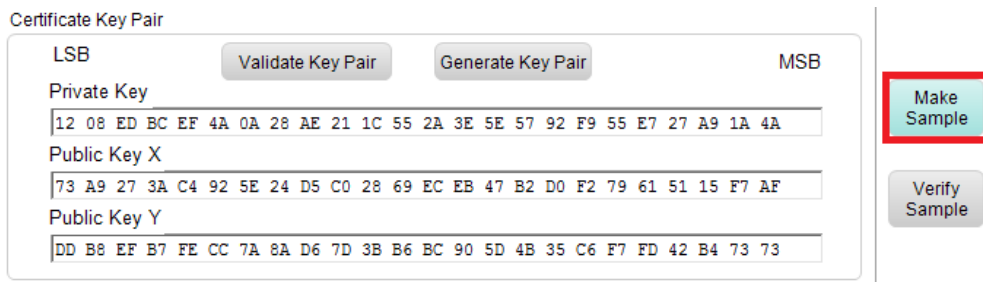 Certificate Key Pair
LSB
Validate Key Pair
Generate Key Pair
MSB
Private Key
12 08 ED BC EF 4A 0A 28 AE 21 1C 55 2A 3E 5E 57 92 F9 55 E7 27 A9 1A 4A
Public Key X
73 A9 27 3A C4 92 5E 24 D5 C0 28 69 EC EB 47 B2 D0 F2 79 61 51 15 F7 AF
Public Key Y
DD B8 EF B7 FE CC 7A 8A D6 7D 3B B6 BC 90 5D 4B 35 C6 F7 FD 42 B4 73 73
Make
Sample
Verify
Sample